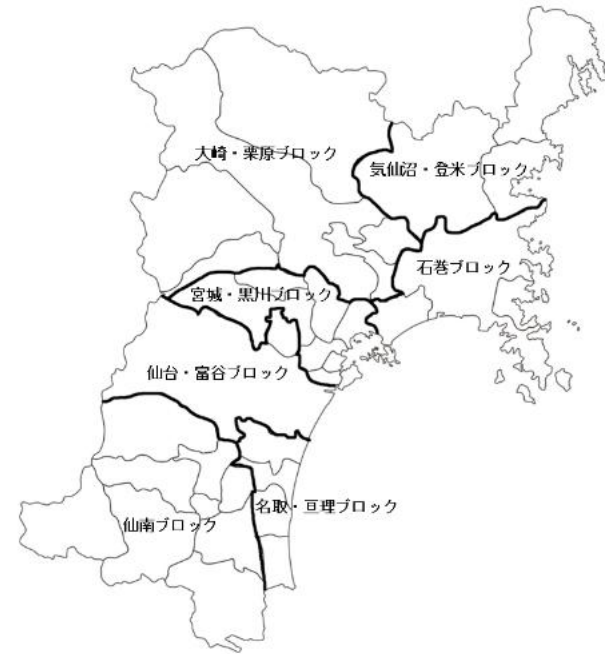 大崎・栗原ブロック
気仙沼・登米ブロック
石巻ブロック
宮城・黒川ブロック
仙台・富谷ブロック
名取・亘理ブロック
仙南ブロック